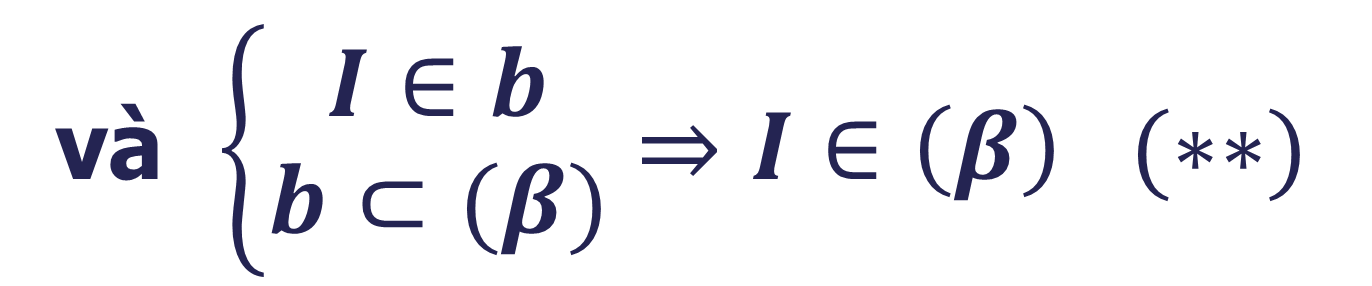 và { I ∈ b
b ⊂ (β) ⇒ I ∈ (β) (**)